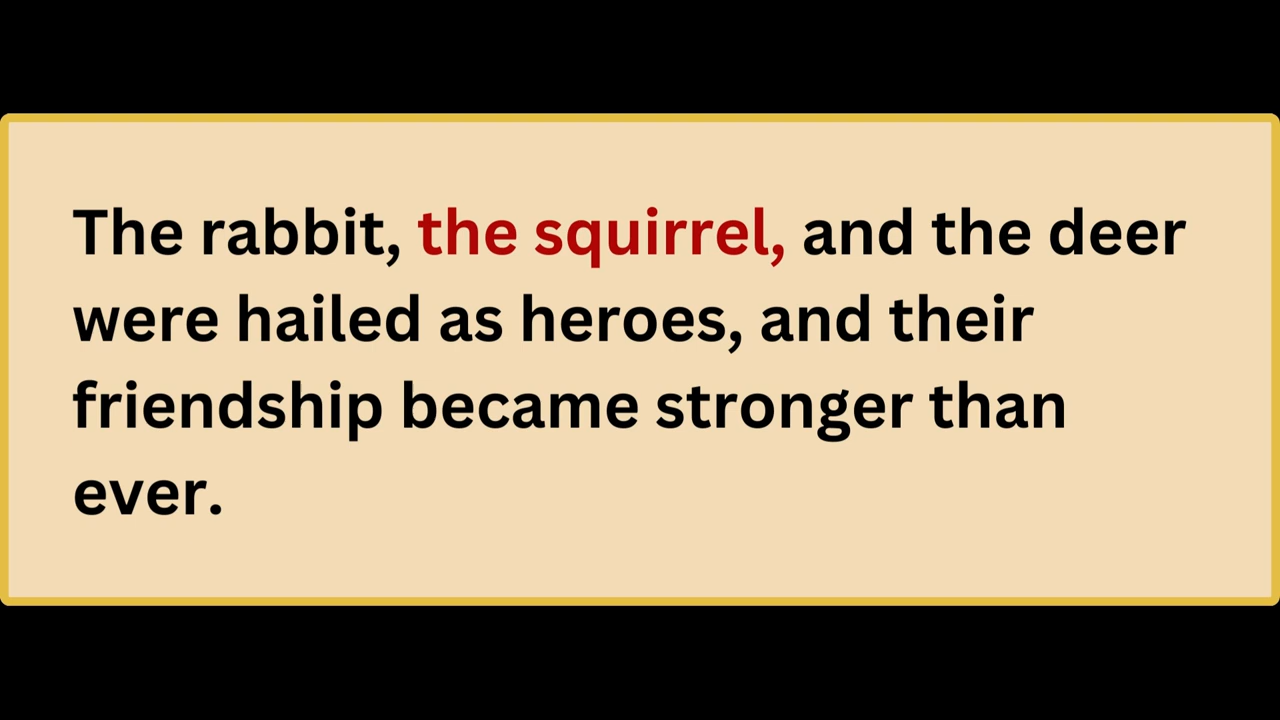 The rabbit, the squirrel, and the deer
were hailed as heroes, and their
friendship became stronger than
ever.